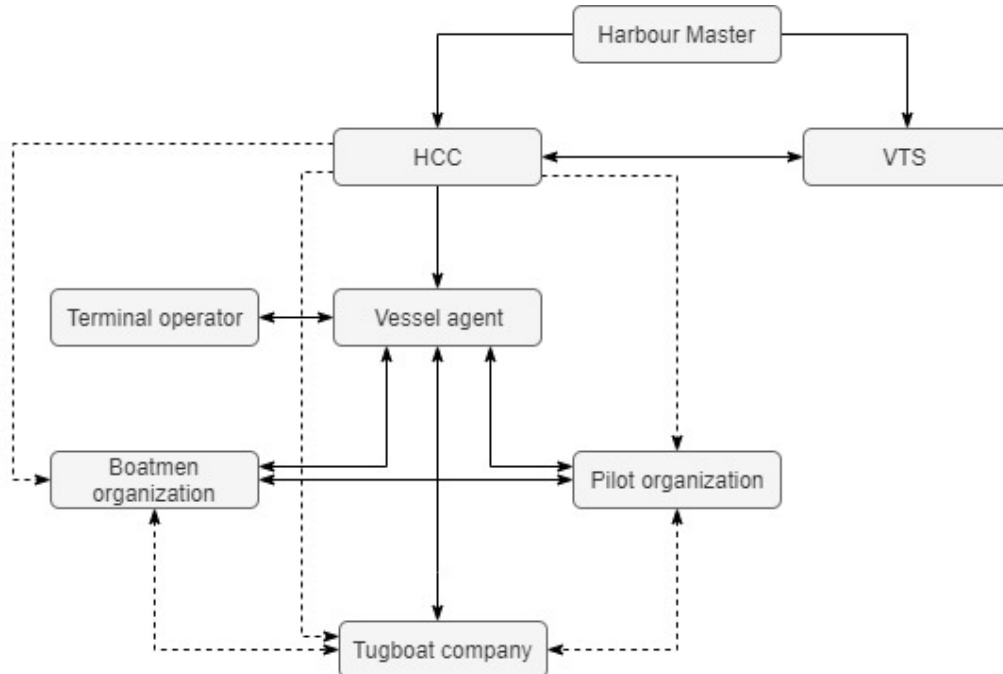 Harbour Master
HCC
VTS
Terminal operator
Vessel agent
Boatmen
organization
Pilot organization
Tugboat company